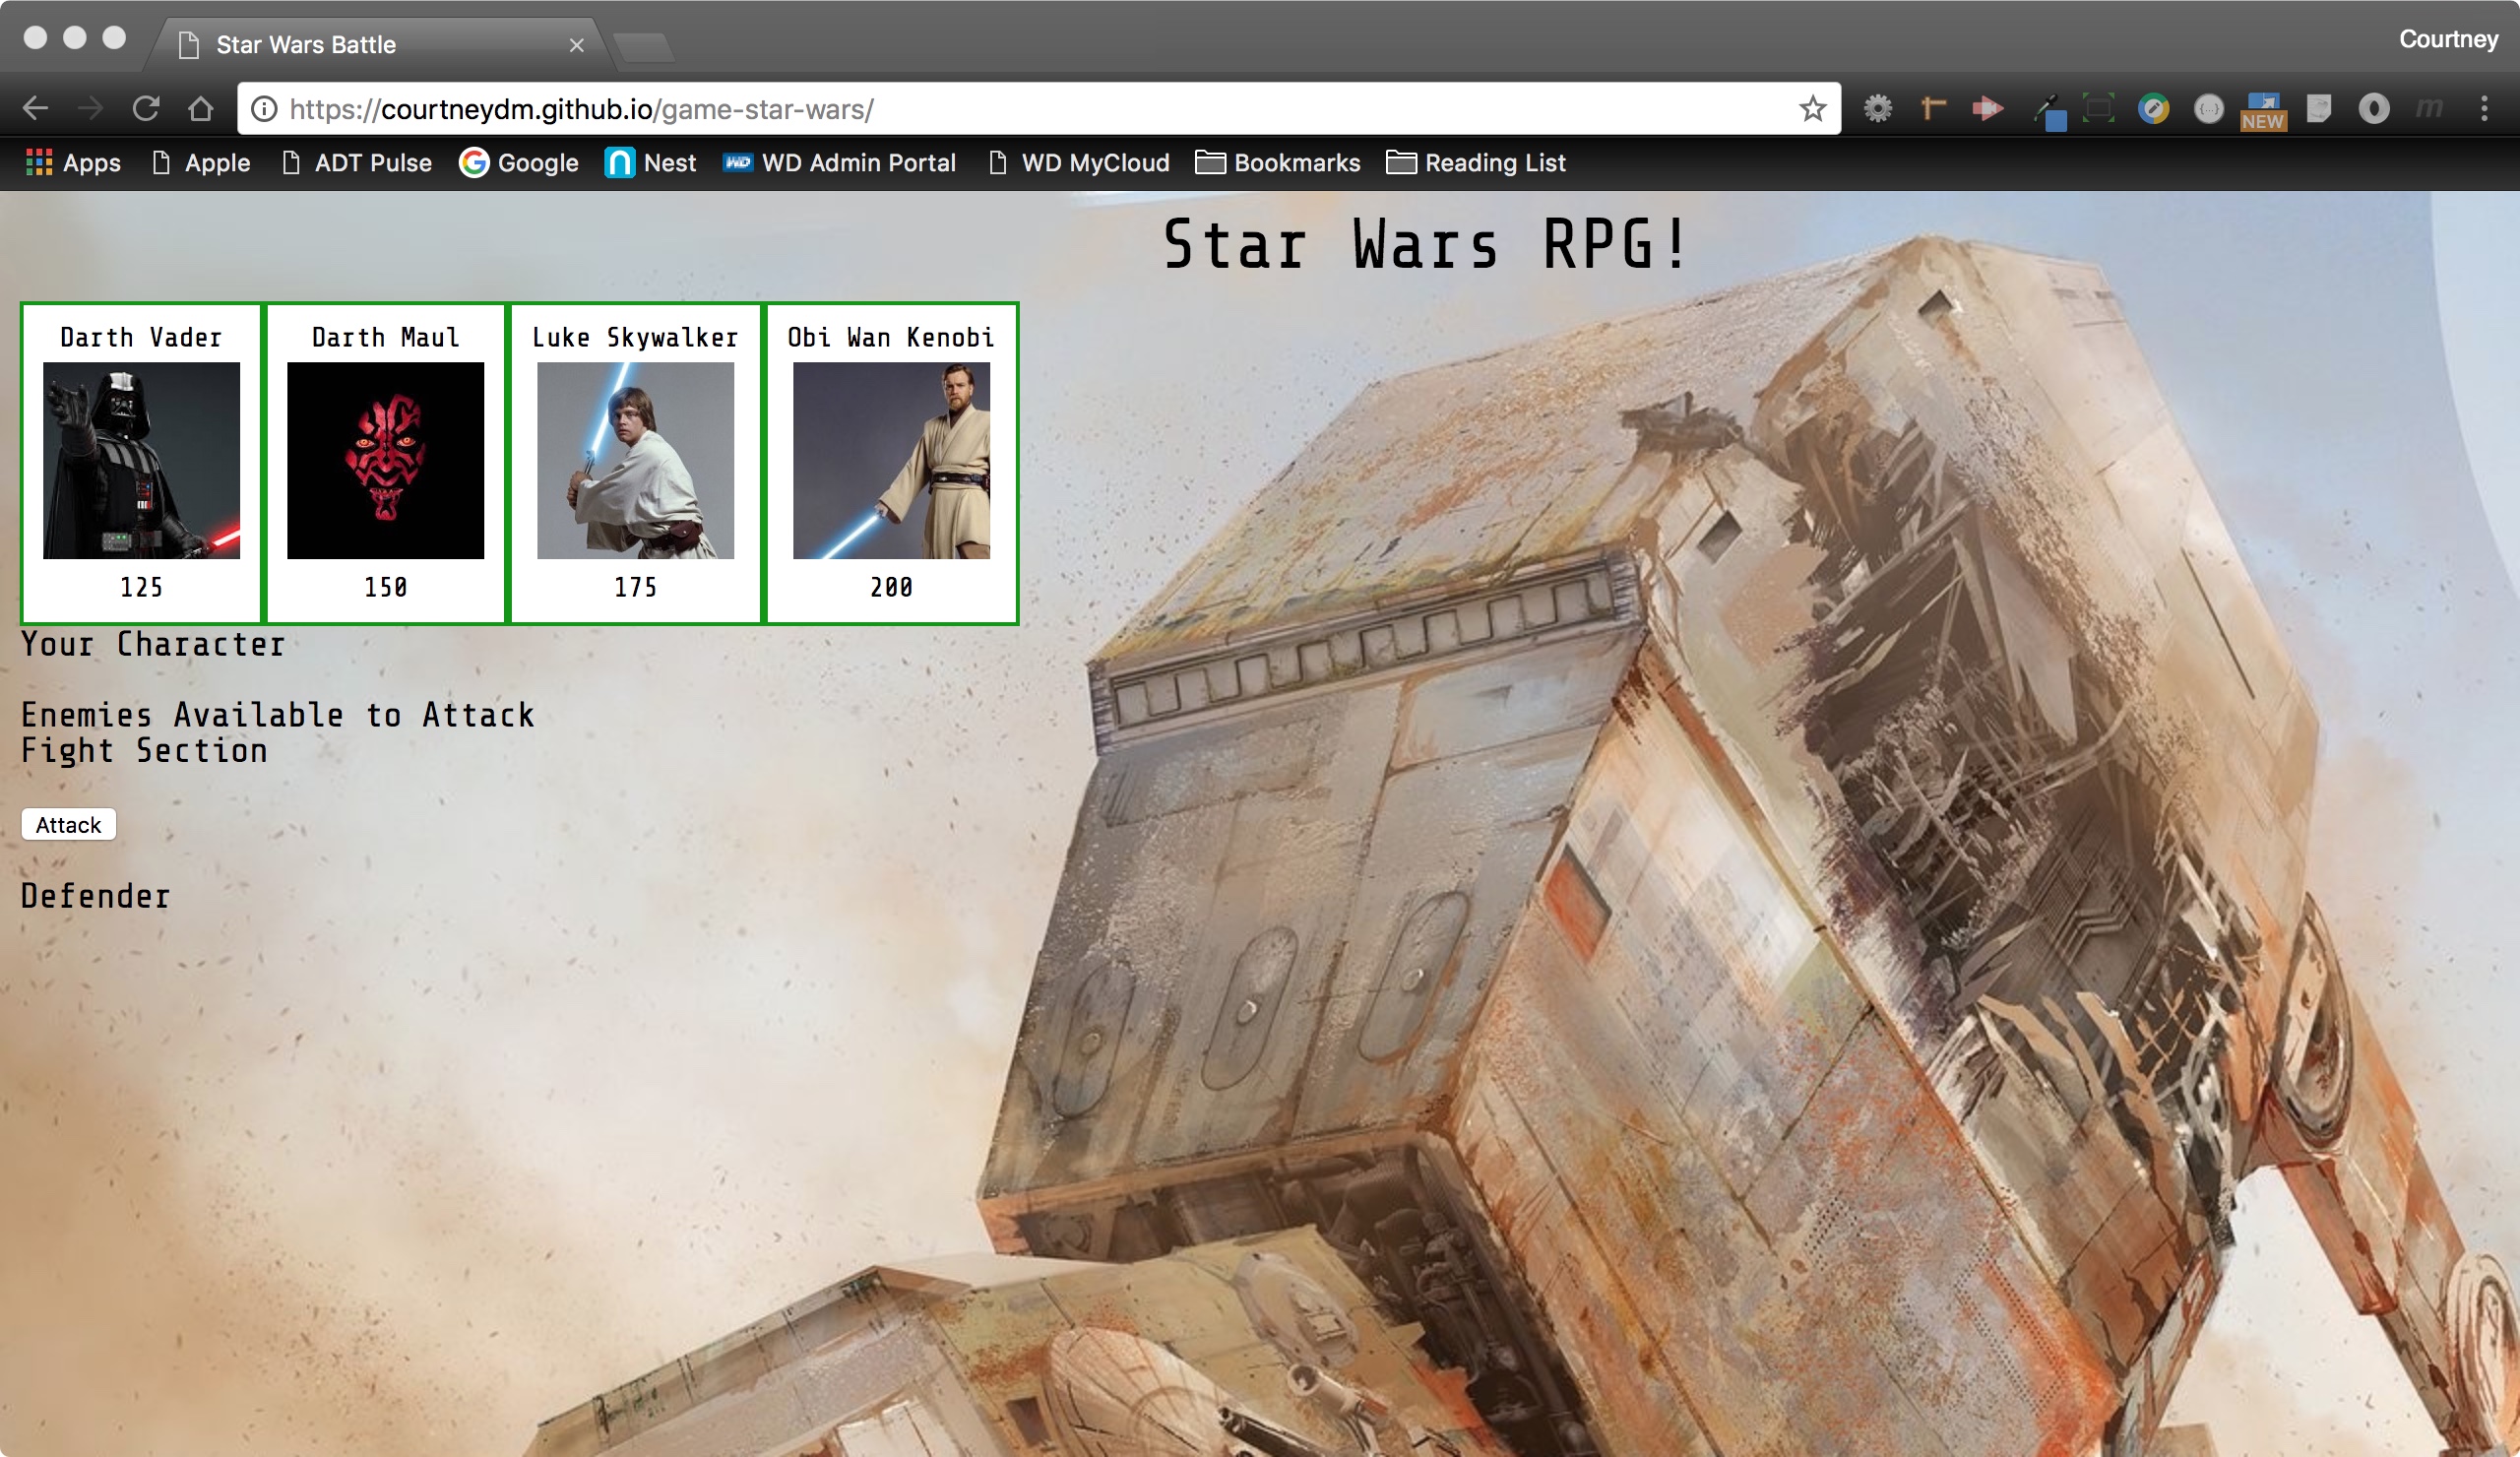 Star Wars Battle
Courtney
https://courtneydm.github.io/game-star-wars/
{...} NEW m
Apps Apple ADT Pulse Google Nest WD WD Admin Portal WD MyCloud Bookmarks Reading List
Star Wars RPG!
Darth Vader Darth Maul Luke Skywalker Obi Wan Kenobi
125 150 175 200
Your Character
Enemies Available to Attack
Fight Section
Attack
Defender